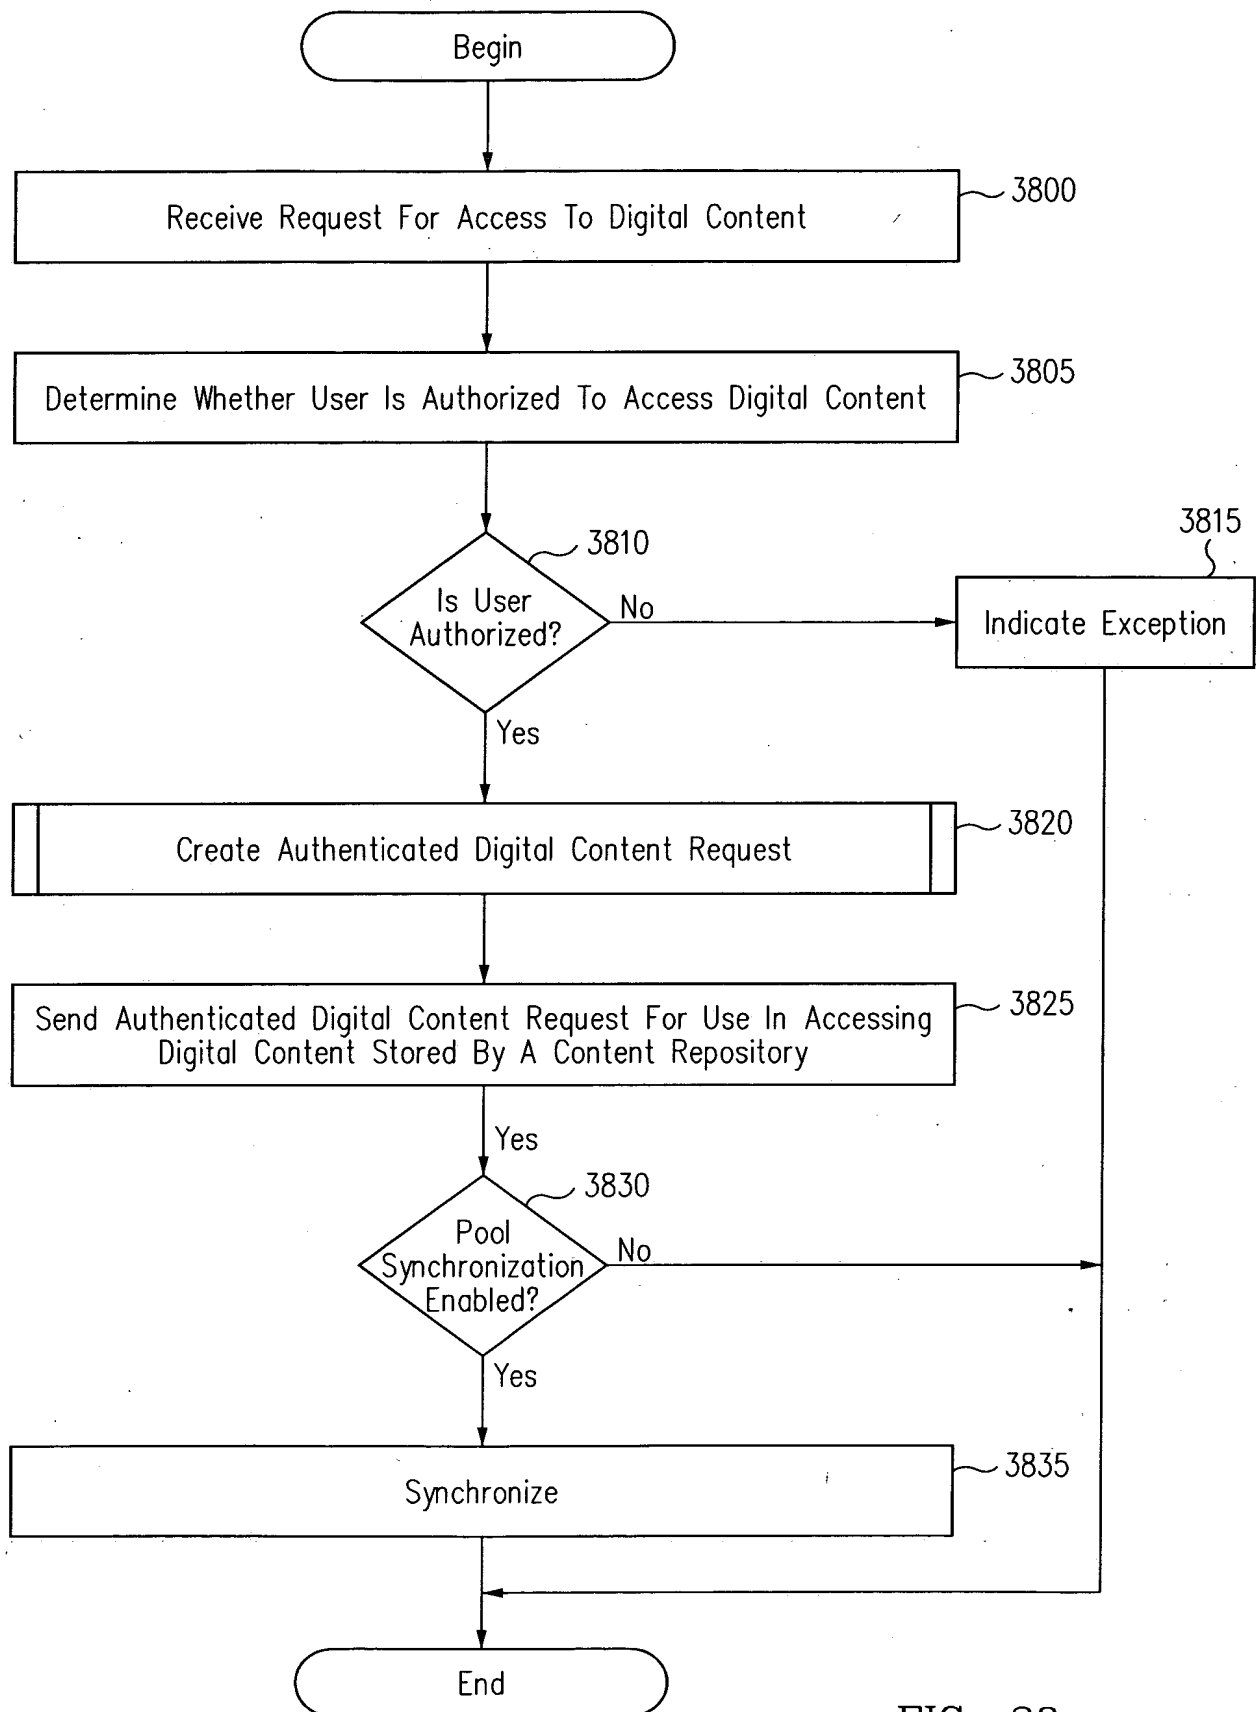 Begin
3800
Receive Request For Access To Digital Content
3805
Determine Whether User Is Authorized To Access Digital Content
3810
3815
Is User
Authorized?
No
Indicate Exception
Yes
3820
Create Authenticated Digital Content Request
3825
Send Authenticated Digital Content Request For Use In Accessing
Digital Content Stored By A Content Repository
Yes
3830
Pool
Synchronization
Enabled?
No
Yes
3835
Synchronize
End
FIG.